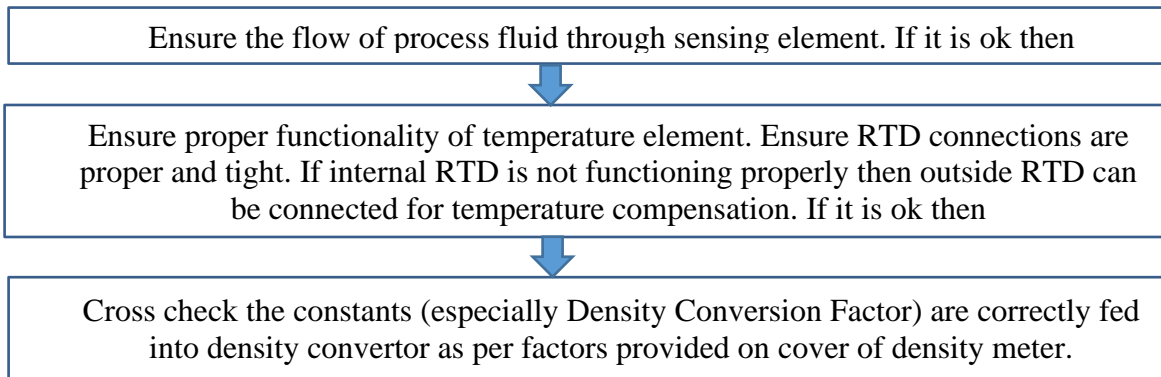 Ensure the flow of process fluid through sensing element. If it is ok then
Ensure proper functionality of temperature element. Ensure RTD connections are
proper and tight. If internal RTD is not functioning properly then outside RTD can
be connected for temperature compensation. If it is ok then
Cross check the constants (especially Density Conversion Factor) are correctly fed
into density convertor as per factors provided on cover of density meter.